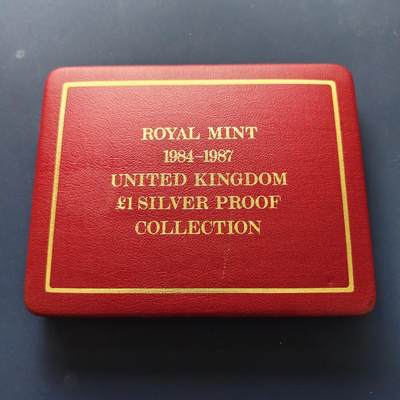 ROYAL MINT
1984-1987
UNITED KINGDOM
£1 SILVER PROOF
COLLECTION